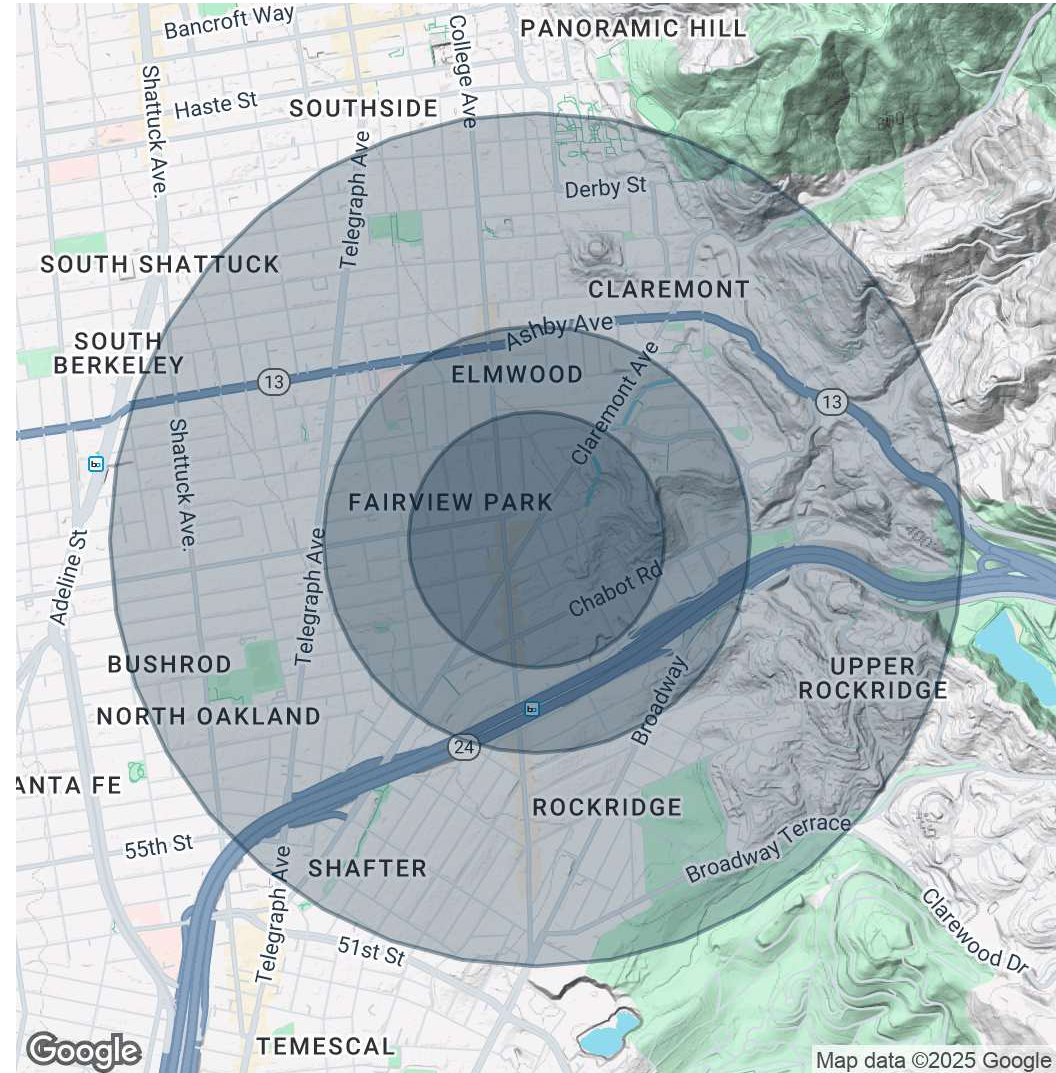 Bancroft Way
College Ave
PANORAMIC HILL
Shattuck Ave.
Haste St
SOUTHSIDE
800
Telegraph Ave
Derby St
SOUTH SHATTUCK
CLAREMONT
SOUTH
BERKELEY
Ashby Ave
13
ELMWOOD
Claremont Ave
13
Shattuck Ave.
FAIRVIEW PARK
Adeline St
Telegraph Ave
400
Chabot Rd
BUSHROD
UPPER
ROCKRIDGE
Broadway
NORTH OAKLAND
24
ANTA FE
ROCKRIDGE
55th St
Broadway Terrace
SHAFTER
Telegraph Ave
51st St
Clarewood Dr
TEMESCAL
Google
Map data ©2025 Google